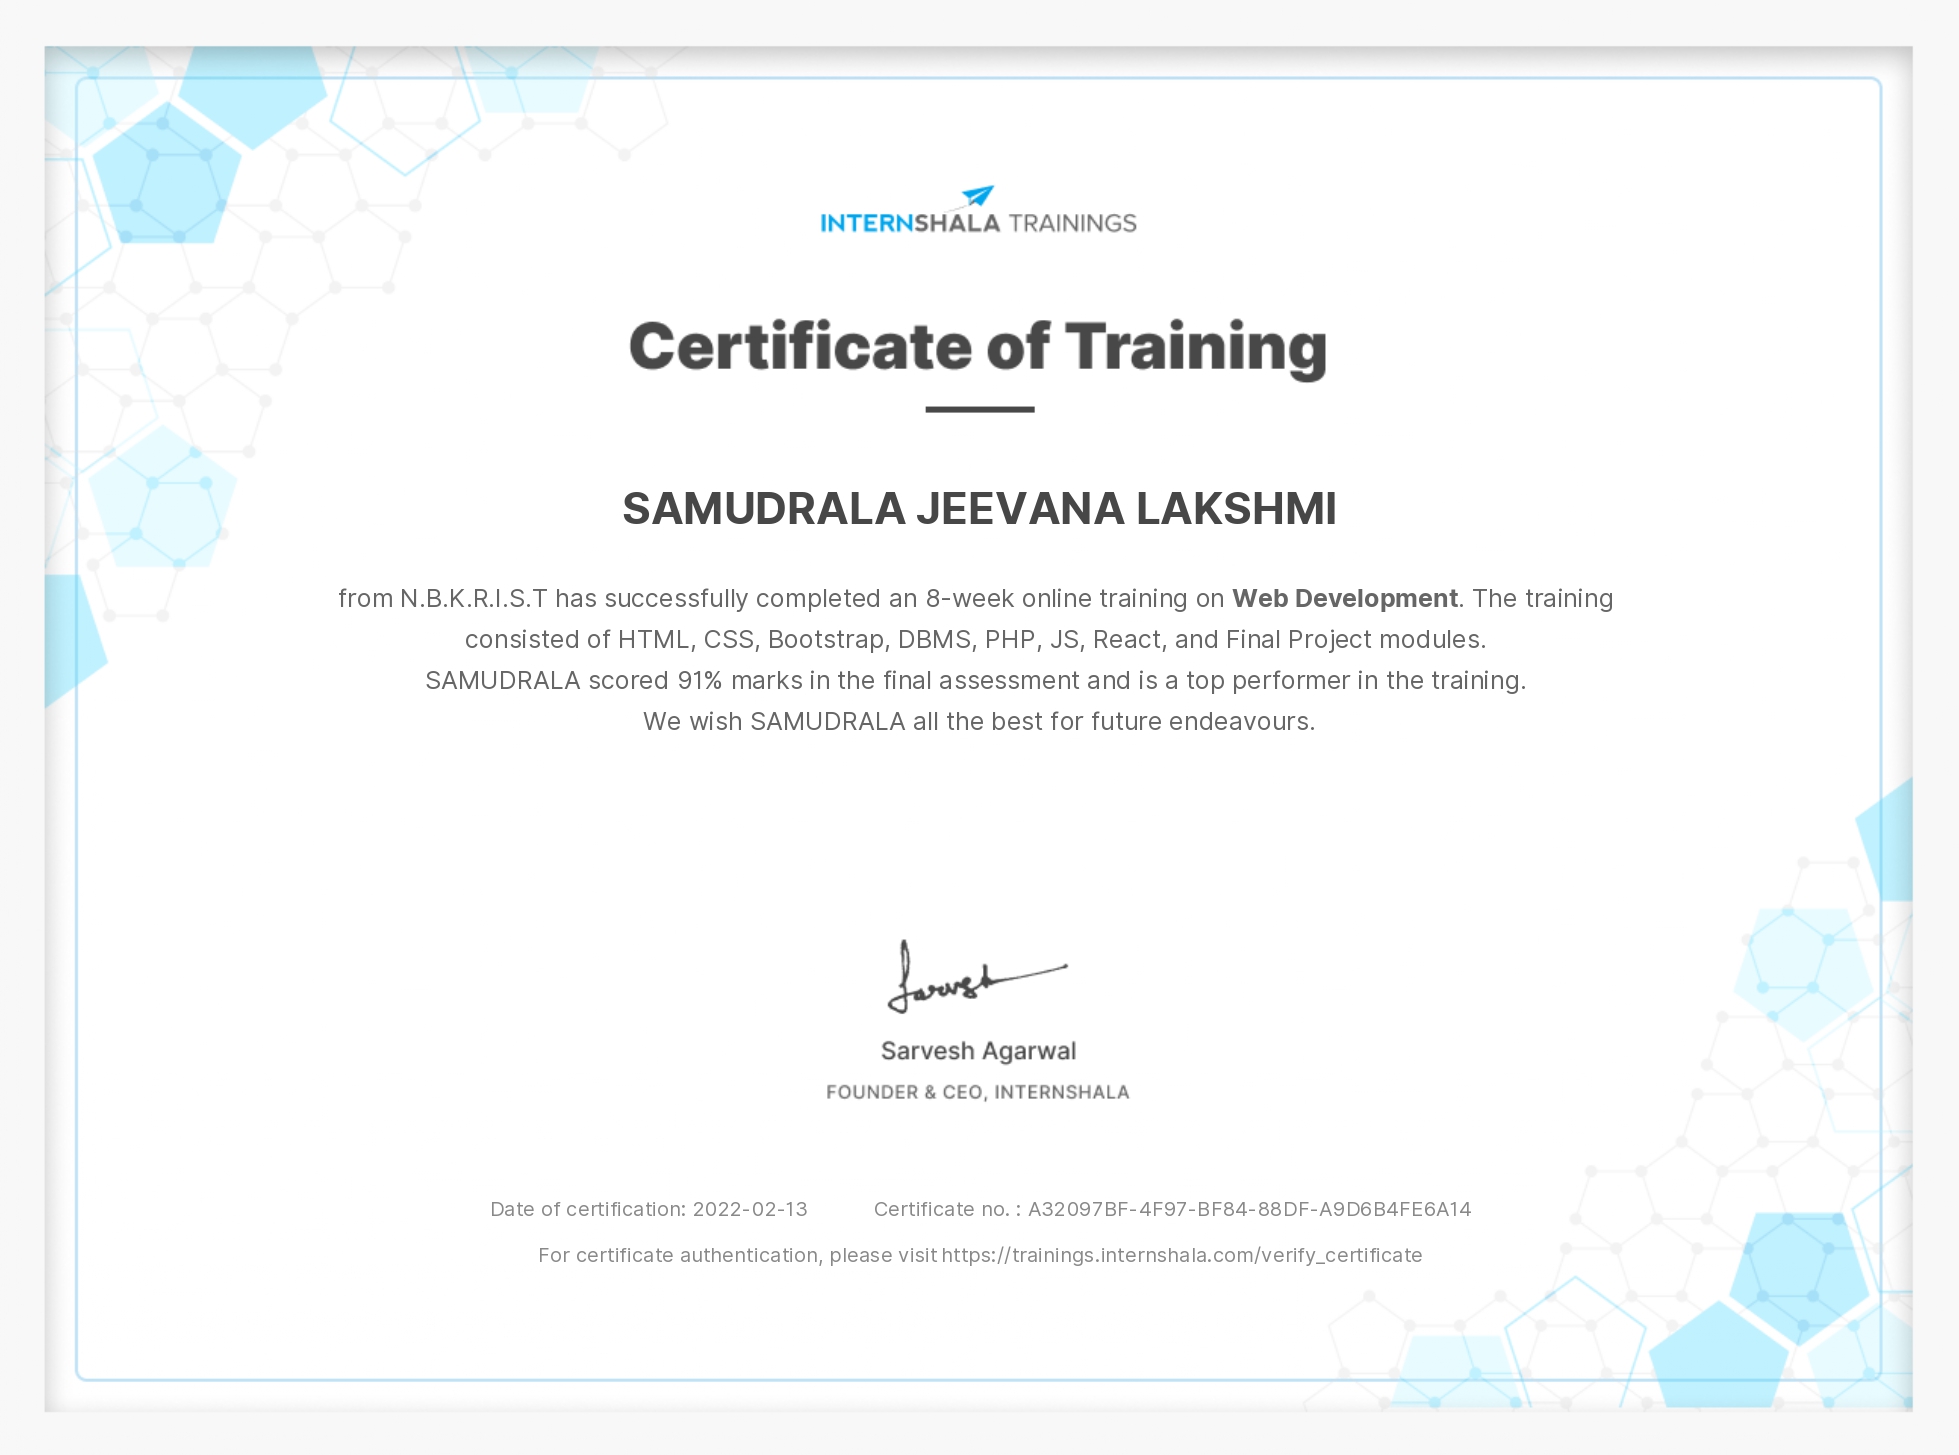 INTERNSHALA TRAININGS
Certificate of Training
SAMUDRALA JEEVANA LAKSHMI
from N.B.K.R.I.S.T has successfully completed an 8-week online training on Web Development. The training
consisted of HTML, CSS, Bootstrap, DBMS, PHP, JS, React, and Final Project modules.
SAMUDRALA scored 91% marks in the final assessment and is a top performer in the training.
We wish SAMUDRALA all the best for future endeavours.
Sarvesh
Sarvesh Agarwal
FOUNDER & CEO, INTERNSHALA
Date of certification: 2022-02-13 Certificate no. : A32097BF-4F97-BF84-88DF-A9D6B4FE6A14
For certificate authentication, please visit https://trainings.internshala.com/verify_certificate